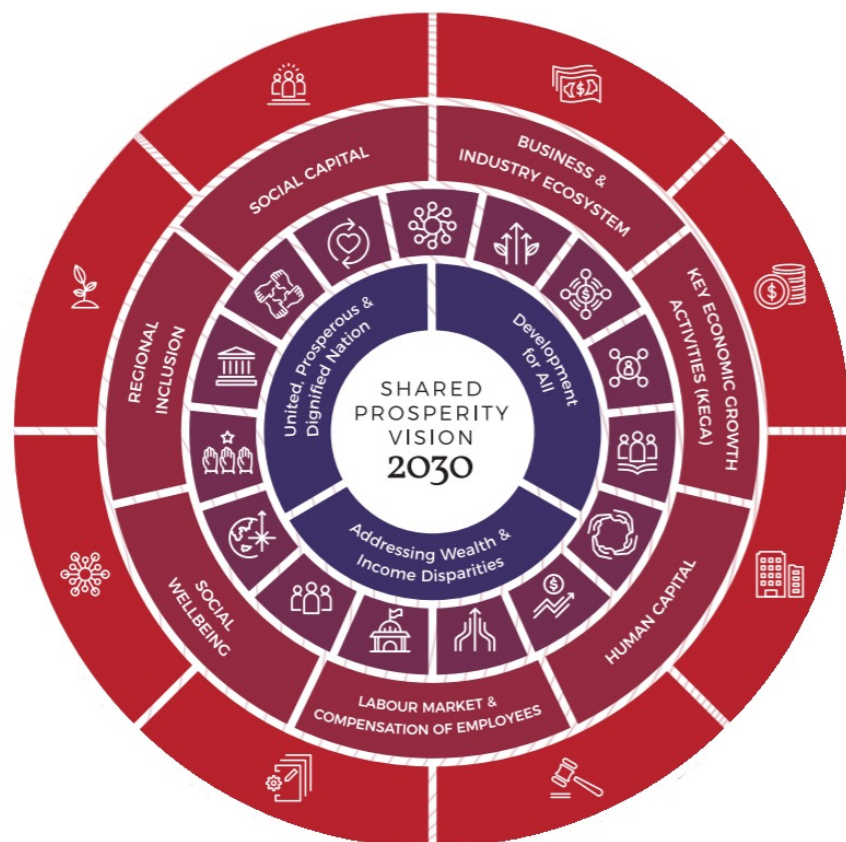 SHARED
PROSPERITY
VISION
2030
Development
for All
Addressing Wealth &
Income Disparities
United, Prosperous &
Dignified Nation
BUSINESS &
INDUSTRY ECOSYSTEM
KEY ECONOMIC GROWTH
ACTIVITIES (KEGA)
HUMAN CAPITAL
LABOUR MARKET &
COMPENSATION OF EMPLOYEES
SOCIAL
WELLBEING
REGIONAL
INCLUSION
SOCIAL CAPITAL